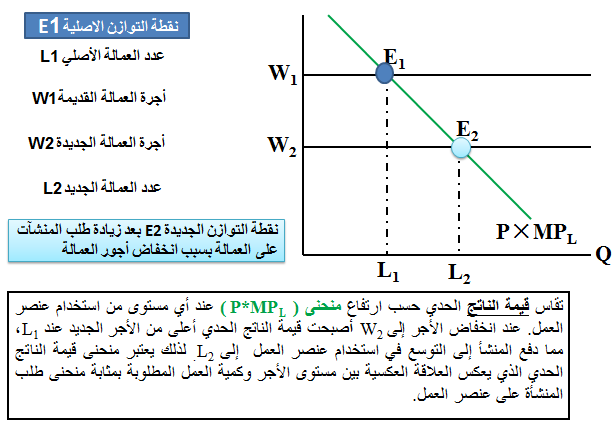 نقطة التوازن الاصلية E1
عدد العمالة الأصلي L1
أجرة العمالة القديمة W1
أجرة العمالة الجديدة W2
عدد العمالة الجديد L2
نقطة التوازن الجديدة E2 بعد زيادة طلب المنشآت
على العمالة بسبب انخفاض أجور العمالة
E1
W1
E2
W2
P×MPL
Q
L1 L2
تقاس قيمة الناتج الحدي حسب ارتفاع منحنى ( P*MPL ) عند أي مستوى من استخدام عنصر
العمل. عند انخفاض الأجر إلى W2 أصبحت قيمة الناتج الحدي أعلى من الأجر الجديد عند L1،
مما دفع المنشأ إلى التوسع في استخدام عنصر العمل إلى L2. لذلك يعتبر منحنى قيمة الناتج
الحدي الذي يعكس العلاقة العكسية بين مستوى الأجر وكمية العمل المطلوبة بمثابة منحنى طلب
المنشأة على عنصر العمل.